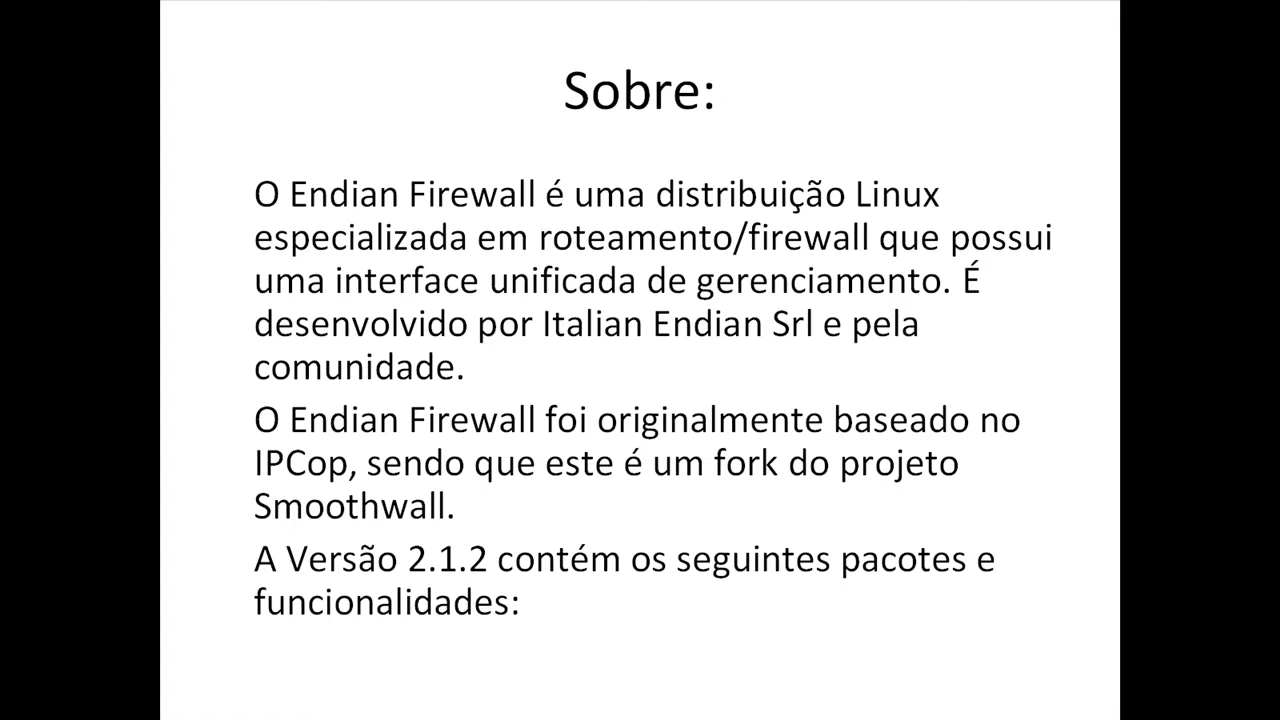 Sobre:
O Endian Firewall é uma distribuição Linux
especializada em roteamento/firewall que possui
uma interface unificada de gerenciamento. É
desenvolvido por Italian Endian Srl e pela
comunidade.
O Endian Firewall foi originalmente baseado no
IPCop, sendo que este é um fork do projeto
Smoothwall.
A Versão 2.1.2 contém os seguintes pacotes e
funcionalidades: